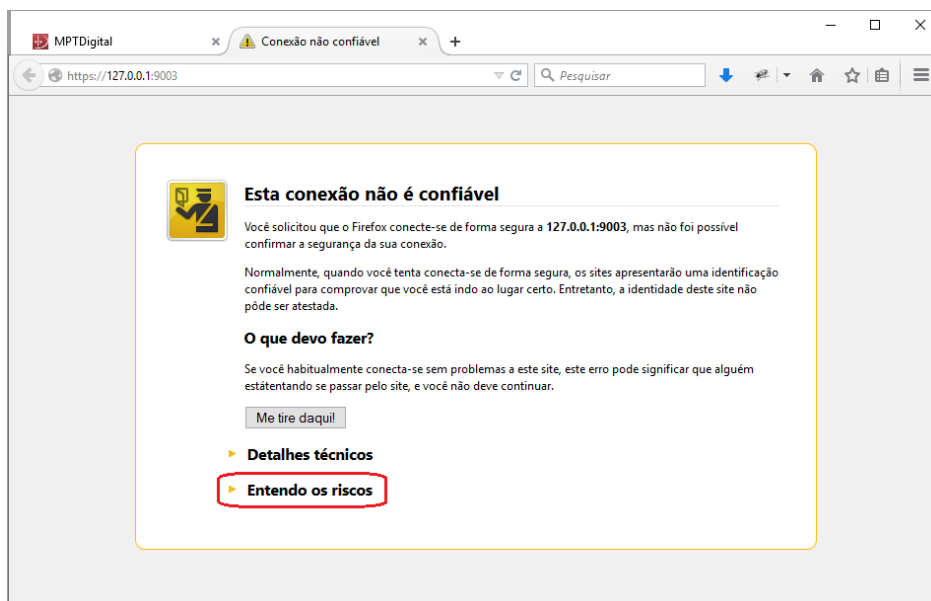 MPTDigital
Conexão não confiável
https://127.0.0.1:9003
Pesquisar
Esta conexão não é confiável
Você solicitou que o Firefox conecte-se de forma segura a 127.0.0.1:9003, mas não foi possível
confirmar a segurança da sua conexão.
Normalmente, quando você tenta conecta-se de forma segura, os sites apresentarão uma identificação
confiável para comprovar que você está indo ao lugar certo. Entretanto, a identidade deste site não
pôde ser atestada.
O que devo fazer?
Se você habitualmente conecta-se sem problemas a este site, este erro pode significar que alguém
estátentando se passar pelo site, e você não deve continuar.
Me tire daqui!
Detalhes técnicos
Entendo os riscos